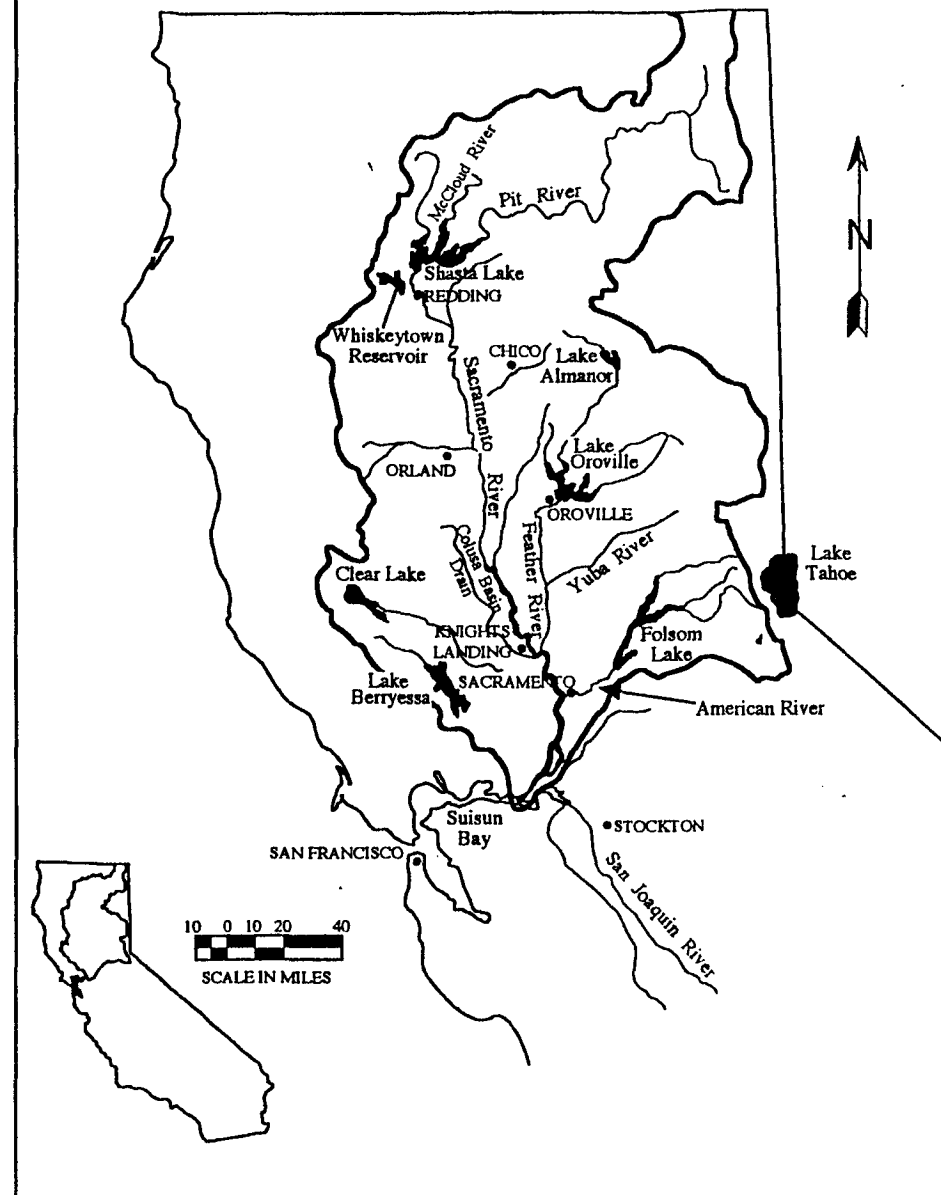 McCloud River
Pit River
N
Shasta Lake
REDDING
Whiskeytown
Reservoir
CHICO
Lake
Almanor
Sacramento
River
Lake
Oroville
ORLAND
OROVILLE
Feather River
Yuba River
Colusa Basin
Drain
Clear Lake
Lake
Tahoe
KNIGHTS
LANDING
Folsom
Lake
Lake
Berryessa
SACRAMENTO
American River
Suisun
Bay
STOCKTON
SAN FRANCISCO
San Joaquin River
10 0 10 20 40
SCALE IN MILES